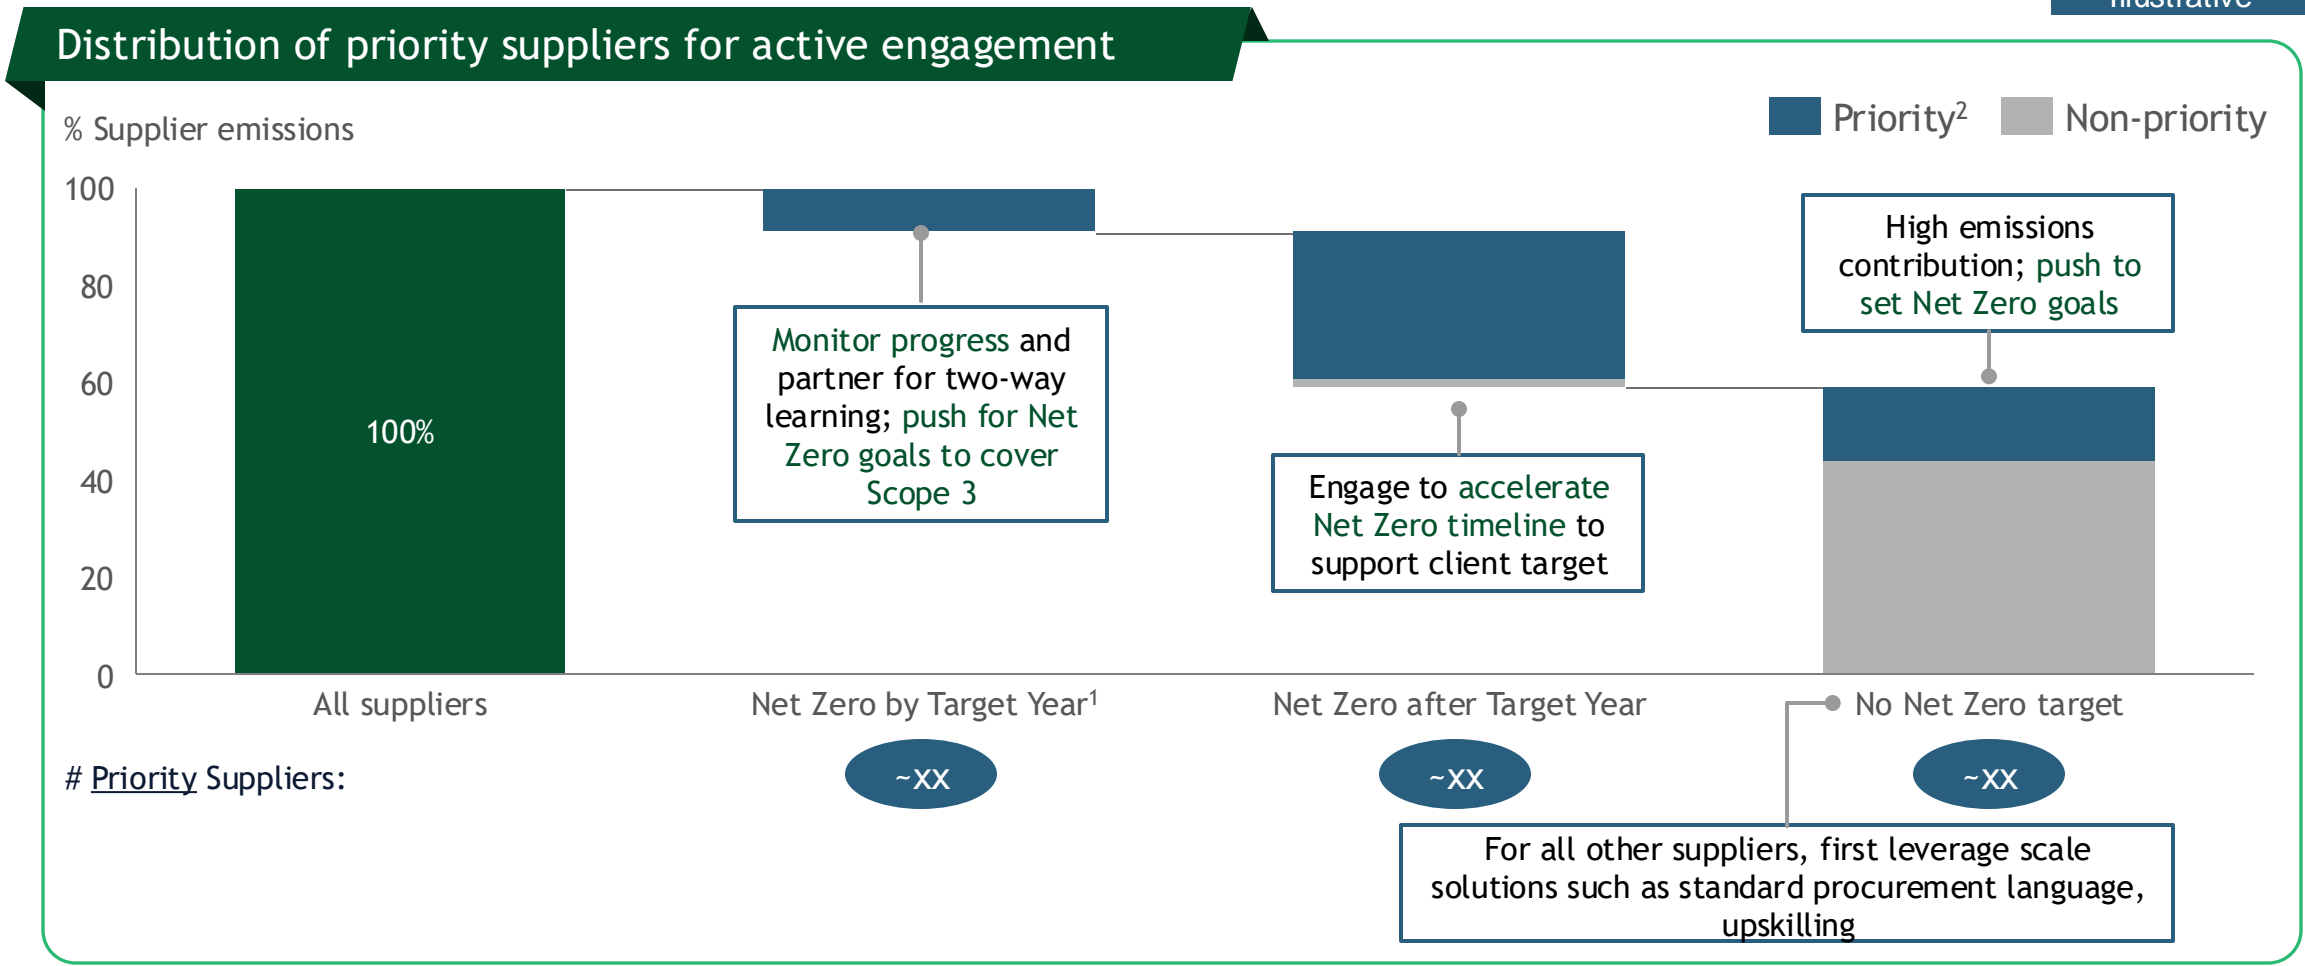 Illustrative
Distribution of priority suppliers for active engagement
% Supplier emissions
Priority²
Non-priority
100
80
60
40
20
0
100%
Monitor progress and
partner for two-way
learning; push for Net
Zero goals to cover
Scope 3
Engage to accelerate
Net Zero timeline to
support client target
High emissions
contribution; push to
set Net Zero goals
All suppliers
Net Zero by Target Year¹
Net Zero after Target Year
No Net Zero target
# Priority Suppliers:
~xx
~xx
~xx
For all other suppliers, first leverage scale
solutions such as standard procurement language,
upskilling